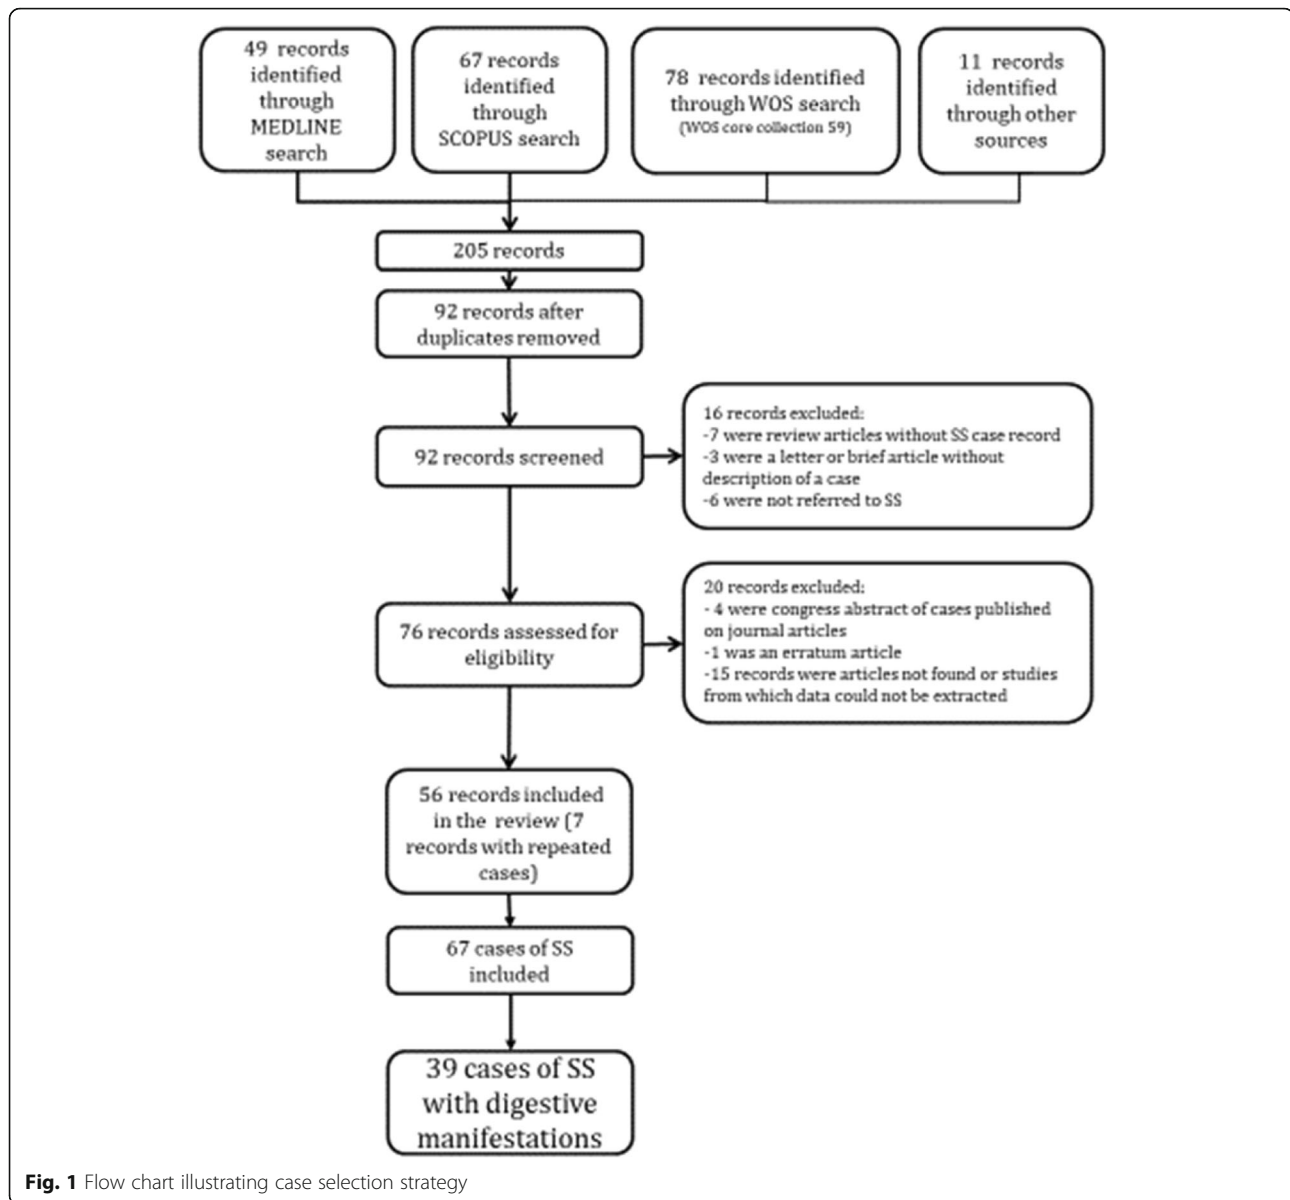 49 records
identified
through
MEDLINE
search
67 records
identified
through
SCOPUS search
78 records identified
through WOS search
(WOS core collection 59)
11 records
identified
through other
sources
205 records
92 records after
duplicates removed
92 records screened
16 records excluded:
-7 were review articles without SS case record
-3 were a letter or brief article without
description of a case
-6 were not referred to SS
76 records assessed for
eligibility
20 records excluded:
- 4 were congress abstract of cases published
on journal articles
-1 was an erratum article
-15 records were articles not found or studies
from which data could not be extracted
56 records included
in the review (7
records with repeated
cases)
67 cases of SS
included
39 cases of SS
with digestive
manifestations
Fig. 1 Flow chart illustrating case selection strategy